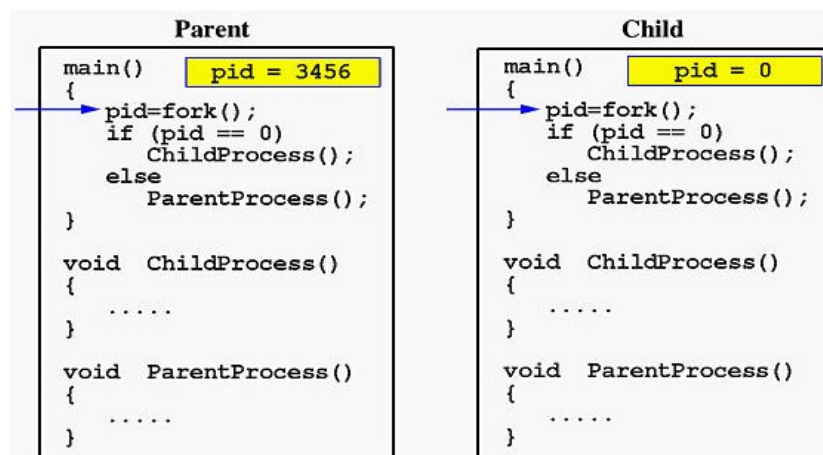 Parent
main()
pid = 3456
{
pid=fork();
if (pid == 0)
ChildProcess();
else
ParentProcess();
}
void ChildProcess()
{
.....
}
void ParentProcess()
{
.....
}
Child
main()
pid = 0
{
pid=fork();
if (pid == 0)
ChildProcess();
else
ParentProcess();
}
void ChildProcess()
{
.....
}
void ParentProcess()
{
.....
}